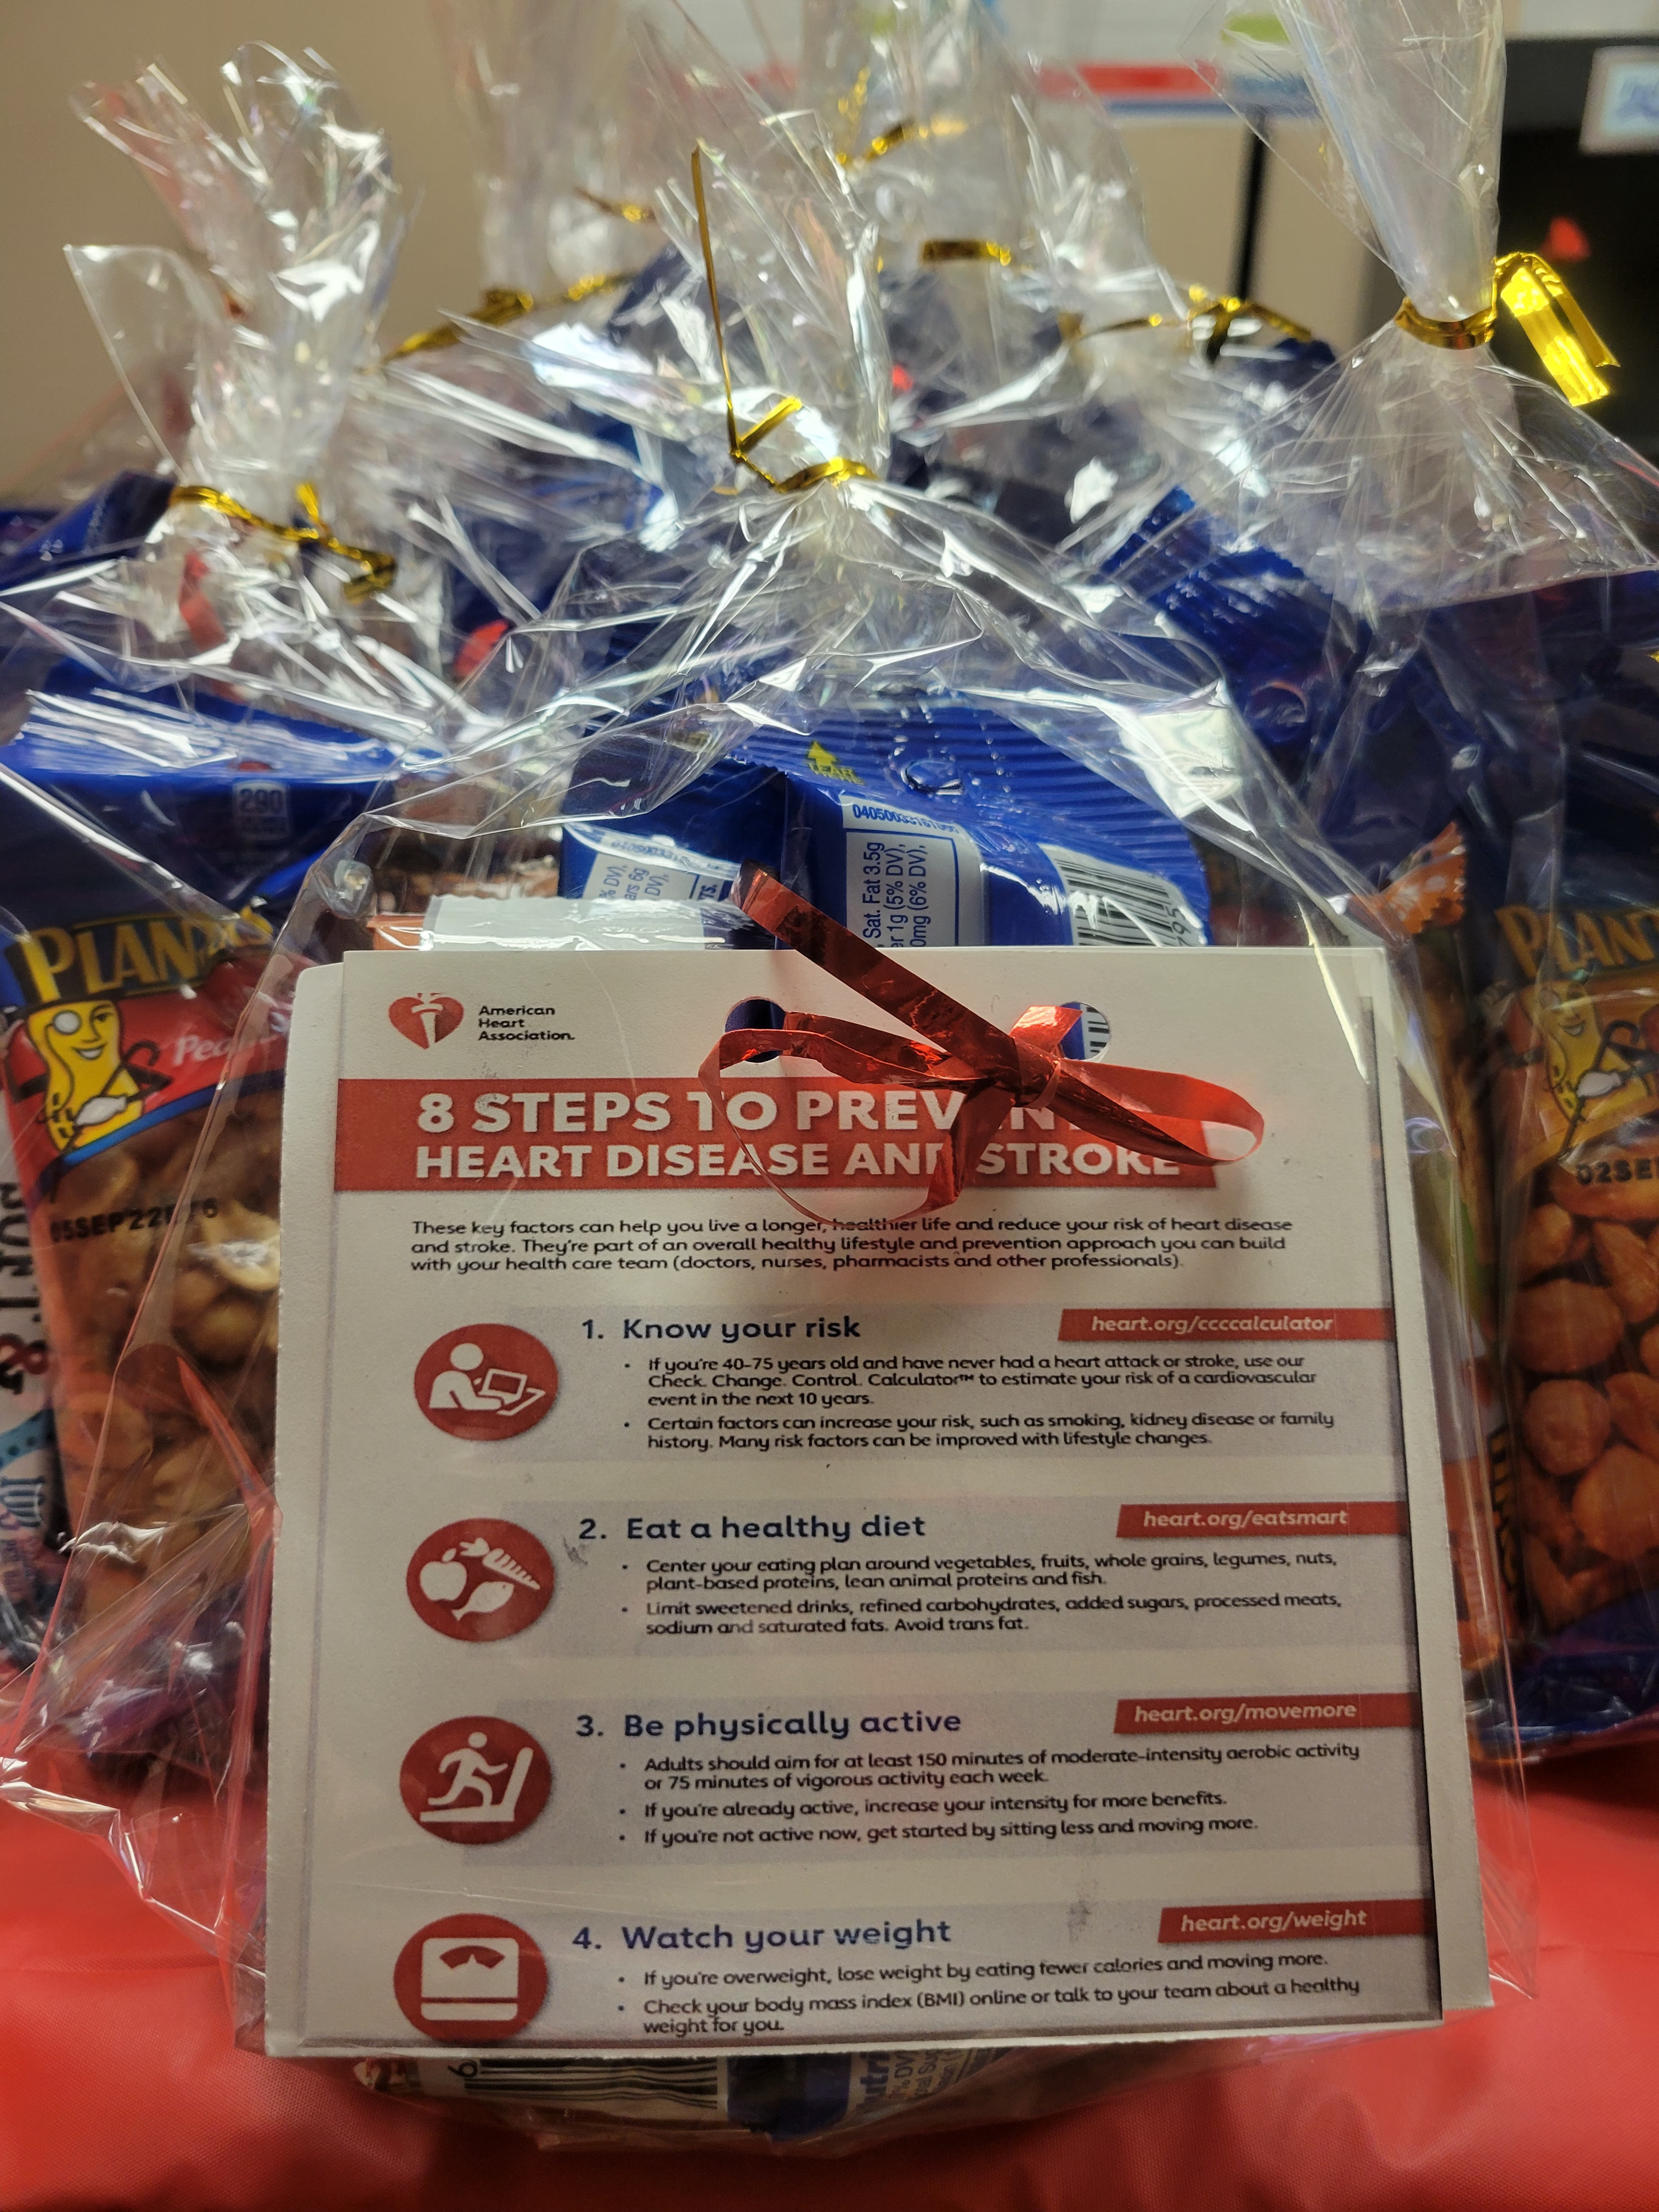 290
TEAR
Sat. Fat 3.5g
1g (5% DV),
0mg (6% DV),
PLANTERS
PLANT
05SEP22
02SE
American
Heart
Association.
8 STEPS TO PREVENT
HEART DISEASE AND STROKE
These key factors can help you live a longer, healthier life and reduce your risk of heart disease
and stroke. They're part of an overall healthy lifestyle and prevention approach you can build
with your health care team (doctors, nurses, pharmacists and other professionals).
1. Know your risk
heart.org/ccccalculator
• If you're 40-75 years old and have never had a heart attack or stroke, use our
Check. Change. Control. Calculator™ to estimate your risk of a cardiovascular
event in the next 10 years.
• Certain factors can increase your risk, such as smoking, kidney disease or family
history. Many risk factors can be improved with lifestyle changes.
2. Eat a healthy diet
heart.org/eatsmart
• Center your eating plan around vegetables, fruits, whole grains, legumes, nuts,
plant-based proteins, lean animal proteins and fish.
• Limit sweetened drinks, refined carbohydrates, added sugars, processed meats,
sodium and saturated fats. Avoid trans fat.
3. Be physically active
heart.org/movemore
• Adults should aim for at least 150 minutes of moderate-intensity aerobic activity
or 75 minutes of vigorous activity each week.
• If you're already active, increase your intensity for more benefits.
• If you're not active now, get started by sitting less and moving more.
4. Watch your weight
heart.org/weight
• If you're overweight, lose weight by eating fewer calories and moving more.
• Check your body mass index (BMI) online or talk to your team about a healthy
weight for you.